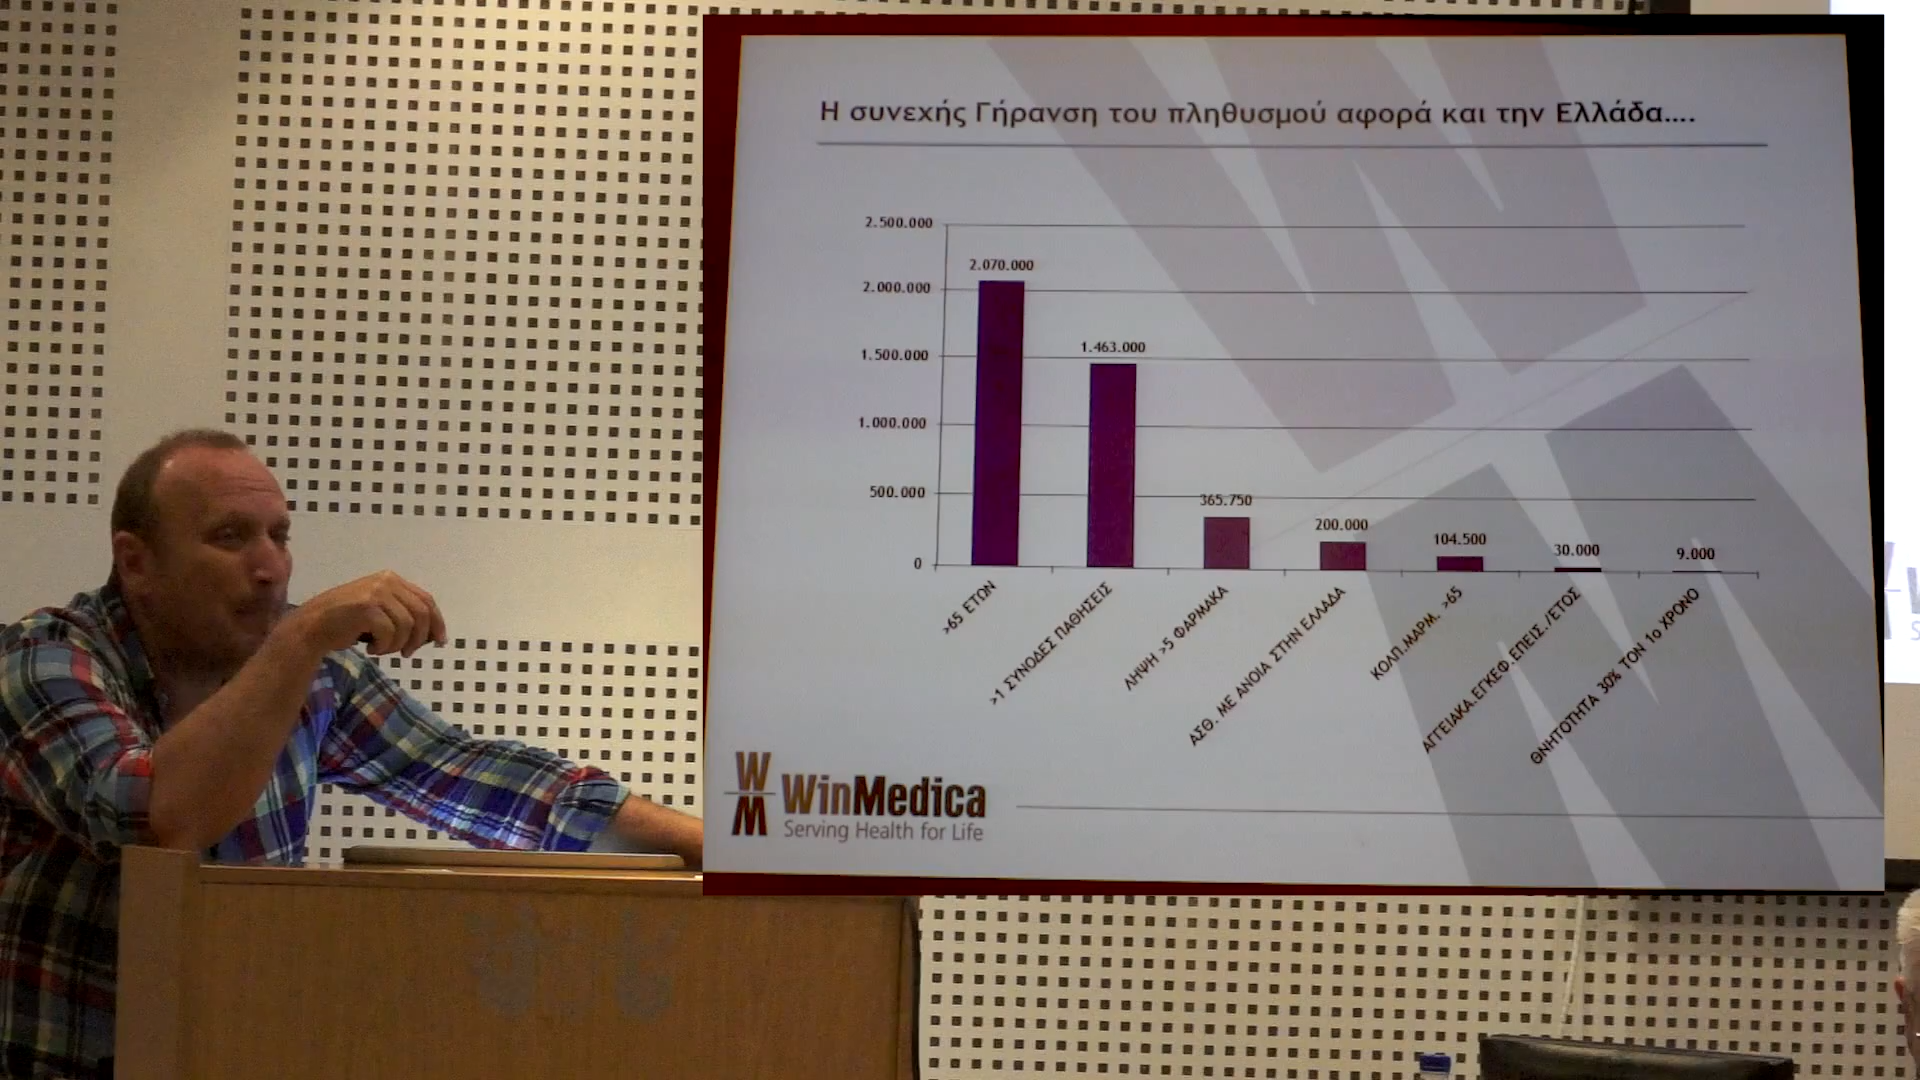 Η συνεχής Γήρανση του πληθυσμού αφορά και την Ελλάδα....
2.500.000
2.000.000
1.500.000
1.000.000
500.000
0
2.070.000
1.463.000
365.750
200.000
104.500
30.000
9.000
>65 ΕΤΩΝ
>1 ΣΥΝΟΔΕΣ ΠΑΘΗΣΕΙΣ
ΛΗΨΗ >5 ΦΑΡΜΑΚΑ
ΑΣΘ. ΜΕ ΑΝΟΙΑ ΣΤΗΝ ΕΛΛΑΔΑ
ΚΟΛΠ.ΜΑΡΜ. >65
ΑΓΓΕΙΑΚΑ.ΕΓΚΕΦ.ΕΠΕΙΣ./ΕΤΟΣ
ΘΝΗΤΟΤΗΤΑ 30% ΤΟΝ 1ο ΧΡΟΝΟ
WM WinMedica
Serving Health for Life